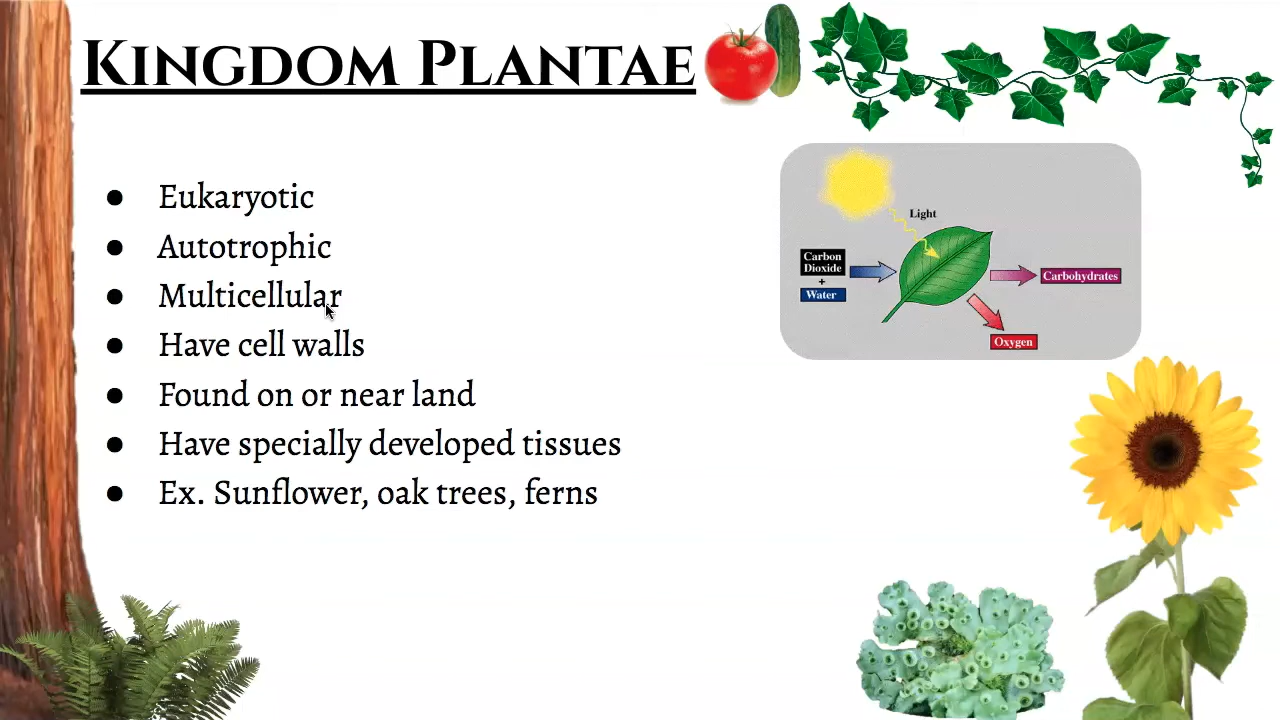 KINGDOM PLANTAE
● Eukaryotic
● Autotrophic
● Multicellular
● Have cell walls
● Found on or near land
● Have specially developed tissues
● Ex. Sunflower, oak trees, ferns
Light
Carbon
Dioxide
+
Water
Carbohydrates
Oxygen